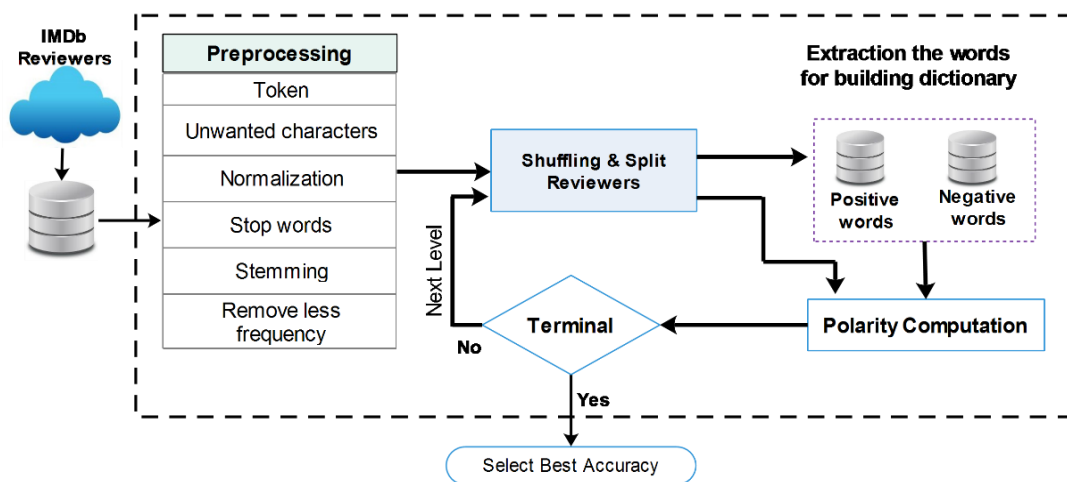 IMDb
Reviewers
Preprocessing
Token
Unwanted characters
Normalization
Stop words
Stemming
Remove less
frequency
Shuffling & Split
Reviewers
Extraction the words
for building dictionary
Positive
words
Negative
words
Polarity Computation
Terminal
Next Level
No
Yes
Select Best Accuracy